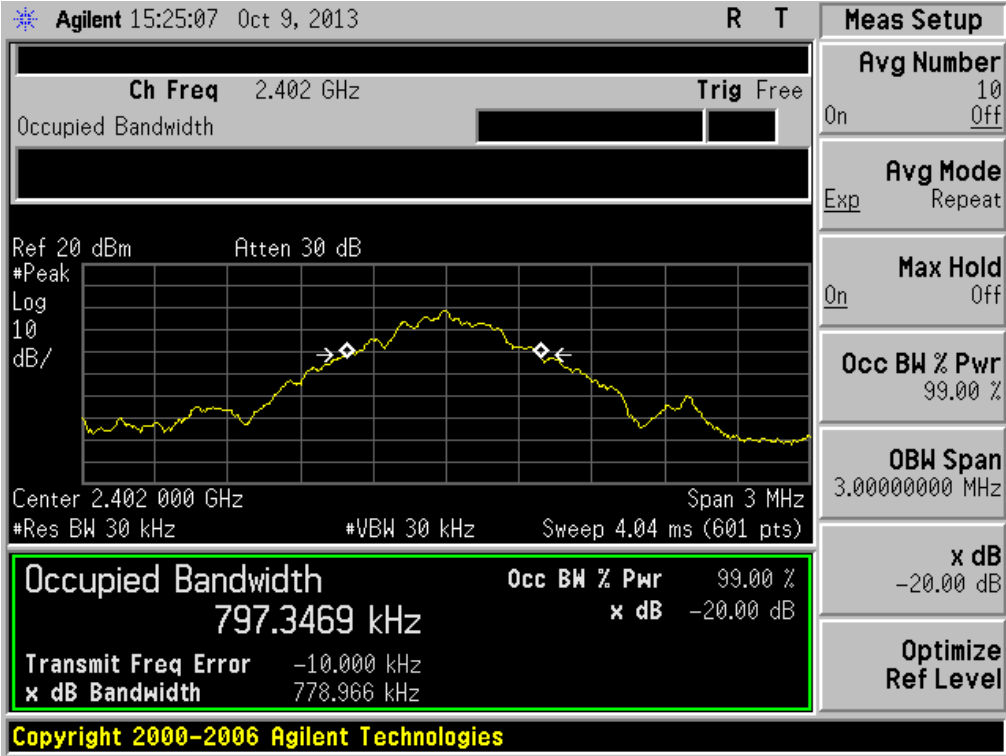 Agilent 15:25:07 Oct 9, 2013 R T
Meas Setup
Ch Freq 2.402 GHz Trig Free
Occupied Bandwidth
Avg Number
10
On Off
Avg Mode
Exp Repeat
Max Hold
On Off
Occ BW % Pwr
99.00 %
OBW Span
3.00000000 MHz
x dB
-20.00 dB
Optimize
Ref Level
Ref 20 dBm Atten 30 dB
#Peak
Log
10
dB/
Center 2.402 000 GHz Span 3 MHz
#Res BW 30 kHz #VBW 30 kHz Sweep 4.04 ms (601 pts)
Occupied Bandwidth Occ BW % Pwr 99.00 %
797.3469 kHz x dB -20.00 dB
Transmit Freq Error -10.000 kHz
x dB Bandwidth 778.966 kHz
Copyright 2000-2006 Agilent Technologies